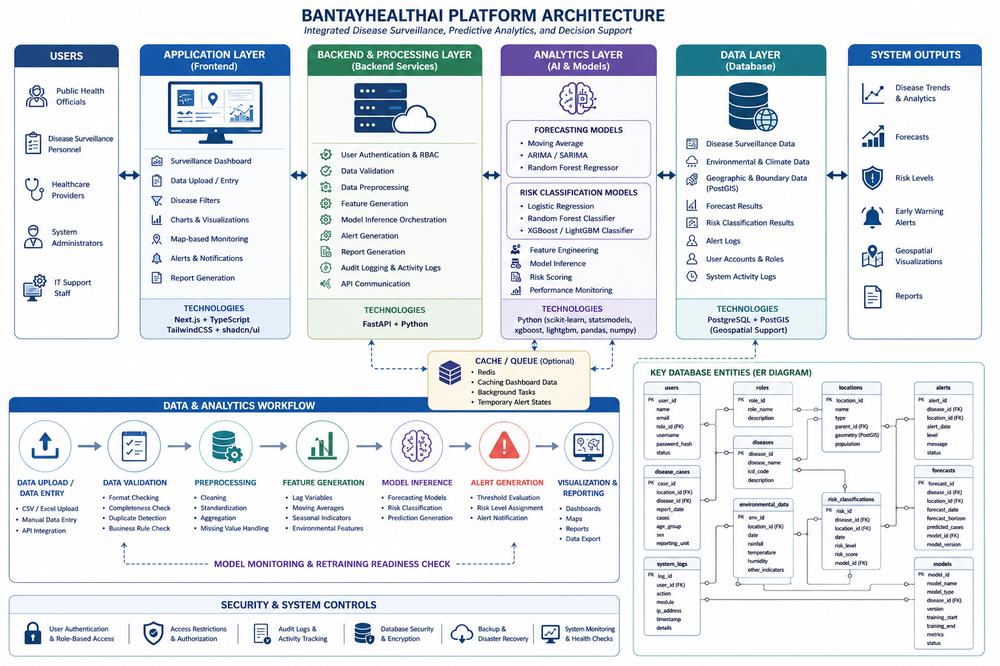 BANTAYHEALTHAI PLATFORM ARCHITECTURE
Integrated Disease Surveillance, Predictive Analytics, and Decision Support
USERS
Public Health
Officials
Disease Surveillance
Personnel
Healthcare
Providers
System
Administrators
IT Support
Staff
APPLICATION LAYER
(Frontend)
Surveillance Dashboard
Data Upload / Entry
Disease Filters
Charts & Visualizations
Map-based Monitoring
Alerts & Notifications
Report Generation
TECHNOLOGIES
Next.js + TypeScript
TailwindCSS + shadcn/ui
BACKEND & PROCESSING LAYER
(Backend Services)
User Authentication & RBAC
Data Validation
Data Preprocessing
Feature Generation
Model Inference Orchestration
Alert Generation
Report Generation
Audit Logging & Activity Logs
API Communication
TECHNOLOGIES
FastAPI + Python
ANALYTICS LAYER
(AI & Models)
FORECASTING MODELS
• Moving Average
• ARIMA / SARIMA
• Random Forest Regressor
RISK CLASSIFICATION MODELS
• Logistic Regression
• Random Forest Classifier
• XGBoost / LightGBM Classifier
Feature Engineering
Model Inference
Risk Scoring
Performance Monitoring
TECHNOLOGIES
Python (scikit-learn, statsmodels,
xgboost, lightgbm, pandas, numpy)
DATA LAYER
(Database)
Disease Surveillance Data
Environmental & Climate Data
Geographic & Boundary Data
(PostGIS)
Forecast Results
Risk Classification Results
Alert Logs
User Accounts & Roles
System Activity Logs
TECHNOLOGIES
PostgreSQL + PostGIS
(Geospatial Support)
SYSTEM OUTPUTS
Disease Trends
& Analytics
Forecasts
Risk Levels
Early Warning
Alerts
Geospatial
Visualizations
Reports
CACHE / QUEUE (Optional)
• Redis
• Caching Dashboard Data
• Background Tasks
• Temporary Alert States
DATA & ANALYTICS WORKFLOW
DATA UPLOAD /
DATA ENTRY
• CSV / Excel Upload
• Manual Data Entry
• API Integration
DATA VALIDATION
• Format Checking
• Completeness Check
• Duplicate Detection
• Business Rule Check
PREPROCESSING
• Cleaning
• Standardization
• Aggregation
• Missing Value Handling
FEATURE GENERATION
• Lag Variables
• Moving Averages
• Seasonal Indicators
• Environmental Features
MODEL INFERENCE
• Forecasting Models
• Risk Classification
• Prediction Generation
ALERT GENERATION
• Threshold Evaluation
• Risk Level Assignment
• Alert Notification
VISUALIZATION &
REPORTING
• Dashboards
• Maps
• Reports
• Data Export
MODEL MONITORING & RETRAINING READINESS CHECK
SECURITY & SYSTEM CONTROLS
User Authentication
& Role-Based Access
Access Restrictions
& Authorization
Audit Logs &
Activity Tracking
Database Security
& Encryption
Backup &
Disaster Recovery
System Monitoring
& Health Checks
KEY DATABASE ENTITIES (ER DIAGRAM)
users
PK user_id
name
email
role_id (FK)
username
password_hash
status
disease_cases
PK case_id
location_id (FK)
disease_id (FK)
report_date
cases
age_group
sex
reporting_unit
system_logs
PK log_id
user_id (FK)
action
module
ip_address
timestamp
details
roles
PK role_id
role_name
description
diseases
PK disease_id
disease_name
icd_code
description
environmental_data
PK env_id
location_id (FK)
date
rainfall
temperature
humidity
other_indicators
locations
PK location_id
name
type
parent_id (FK)
geometry (PostGIS)
population
risk_classifications
PK risk_id
disease_id (FK)
location_id (FK)
date
risk_level
risk_score
model_id (FK)
alerts
PK alert_id
disease_id (FK)
location_id (FK)
alert_date
level
message
status
forecasts
PK forecast_id
disease_id (FK)
location_id (FK)
forecast_date
forecast_horizon
predicted_cases
model_id (FK)
model_version
models
PK model_id
model_name
model_type
disease_id (FK)
version
training_start
training_end
metrics
status